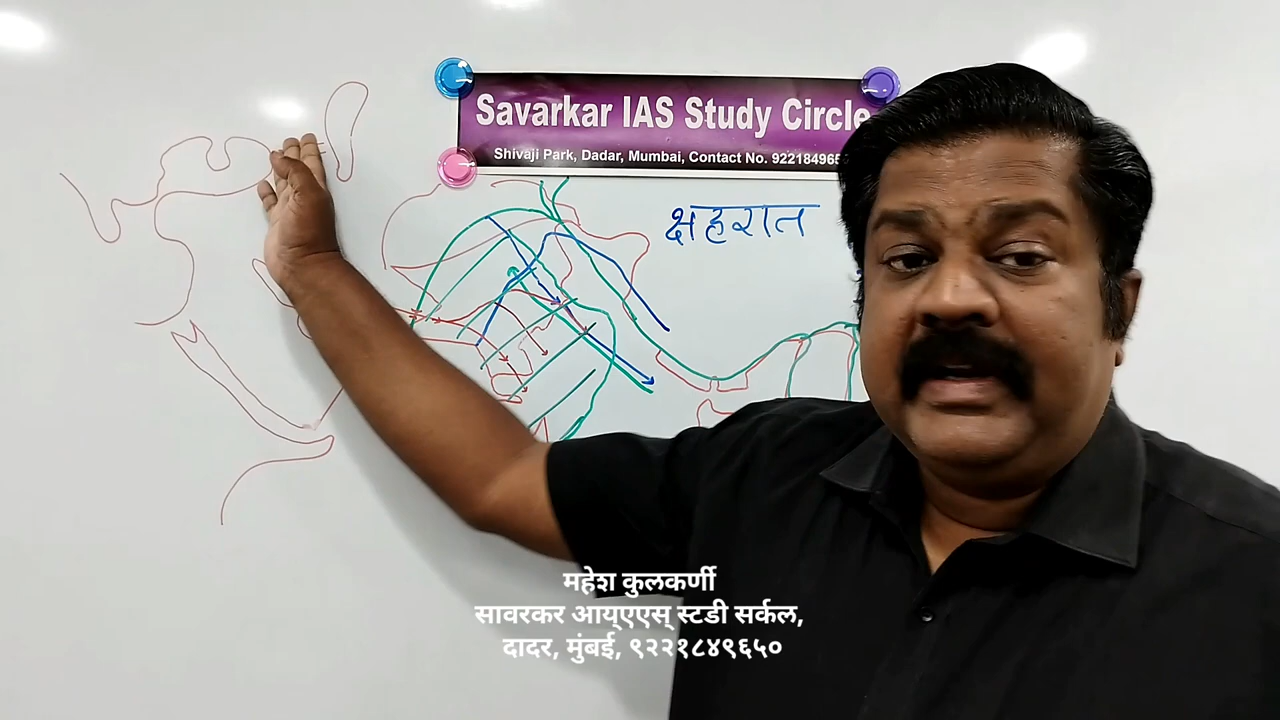 Savarkar IAS Study Circle
Shivaji Park, Dadar, Mumbai, Contact No.
क्षहरात
महेश कुलकर्णी
सावरकर आय्एएस् स्टडी सर्कल,
दादर, मुंबई, ९२२१८४९६५०